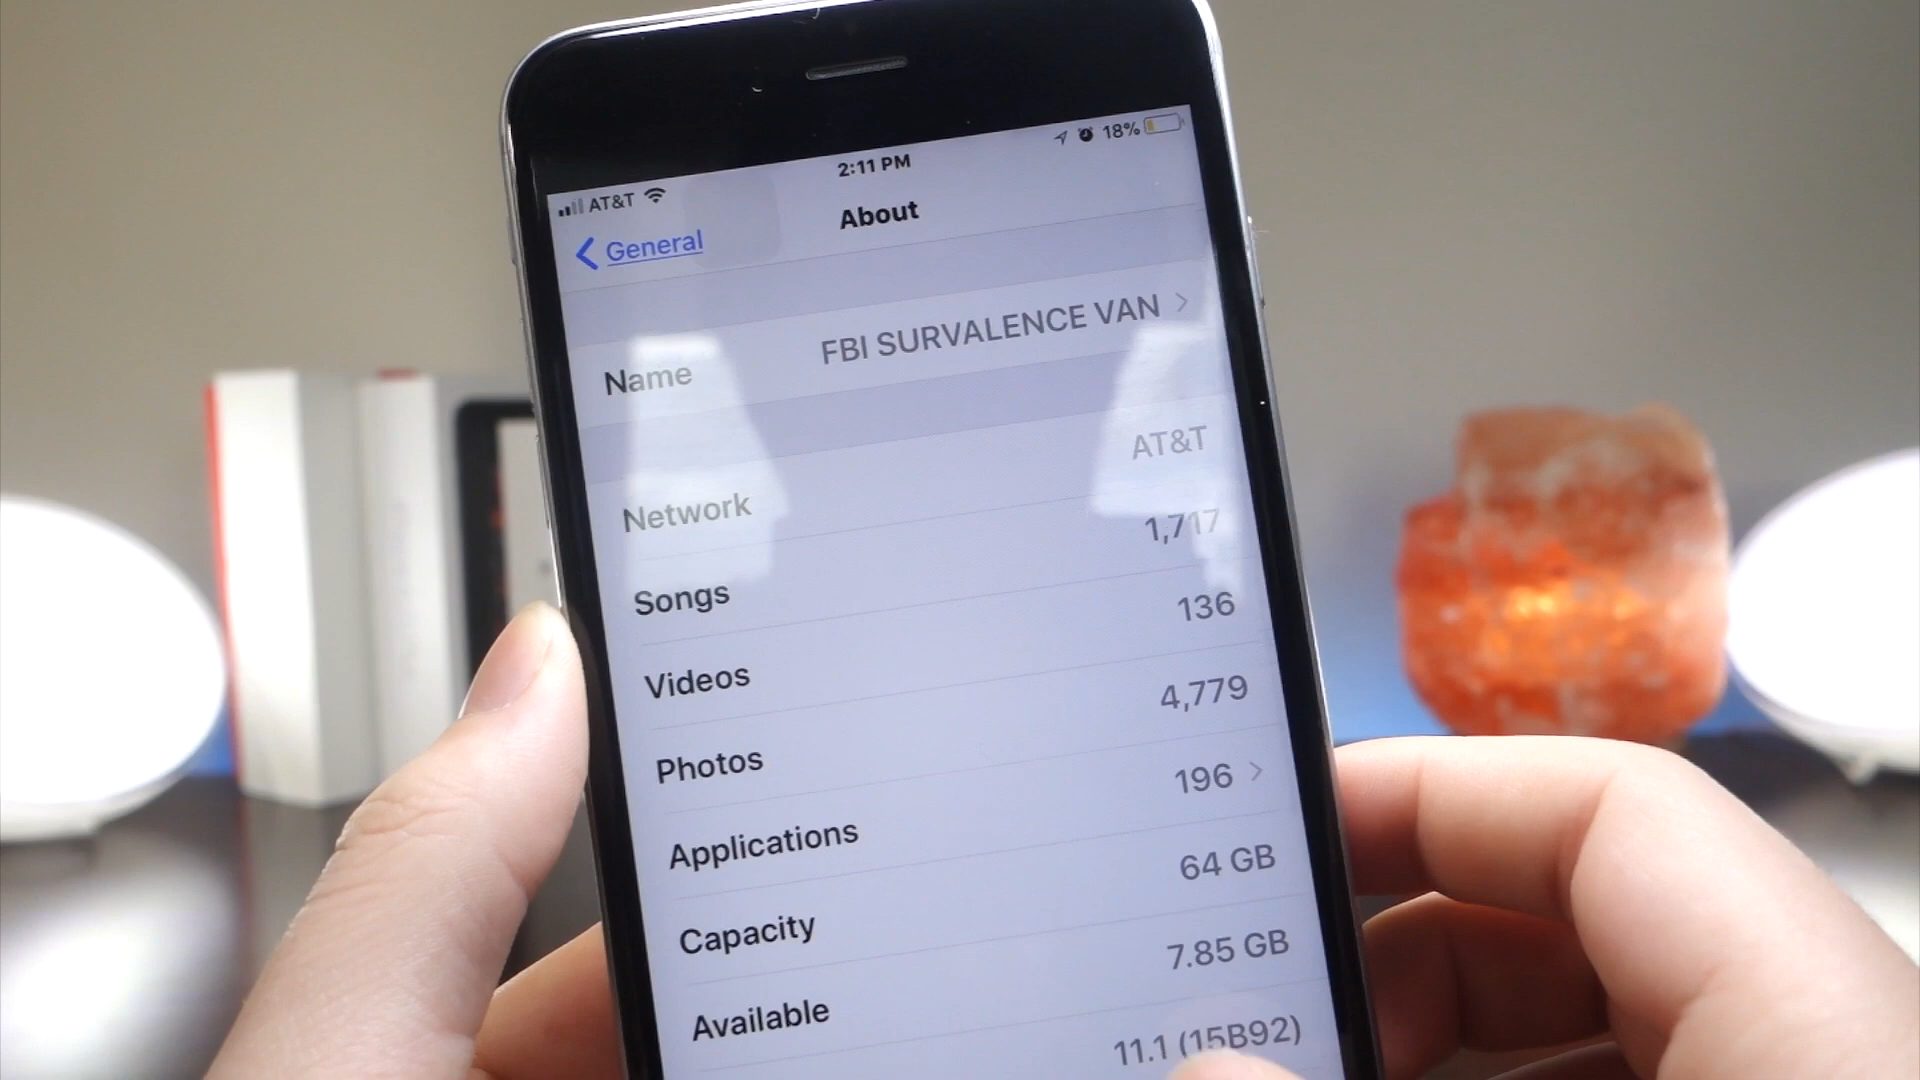 AT&T 2:11 PM 18%
General About
Name FBI SURVALENCE VAN
Network AT&T
Songs 1,717
Videos 136
Photos 4,779
Applications 196
Capacity 64 GB
Available 7.85 GB
11.1 (15B92)